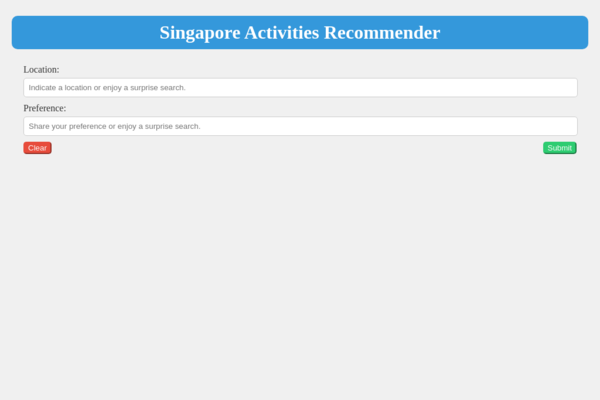 Singapore Activities Recommender
Location:
Indicate a location or enjoy a surprise search.
Preference:
Share your preference or enjoy a surprise search.
Clear
Submit